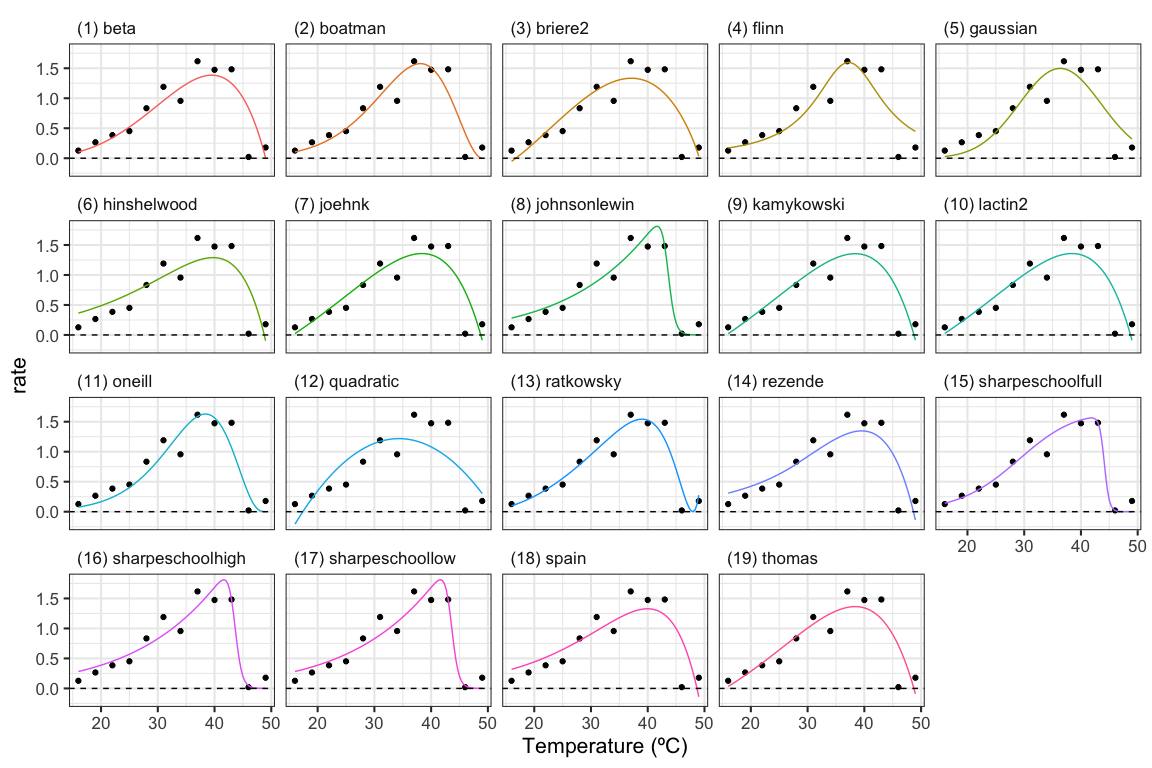 (1) beta (2) boatman (3) briere2 (4) flinn (5) gaussian
1.5
1.0
0.5
0.0
(6) hinshelwood (7) joehnk (8) johnsonlewin (9) kamykowski (10) lactin2
1.5
1.0
0.5
0.0
rate
(11) oneill (12) quadratic (13) ratkowsky (14) rezende (15) sharpeschoolfull
1.5
1.0
0.5
0.0
20 30 40 50
(16) sharpeschoolhigh (17) sharpeschoollow (18) spain (19) thomas
1.5
1.0
0.5
0.0
20 30 40 50 20 30 40 50 20 30 40 50 20 30 40 50
Temperature (ºC)